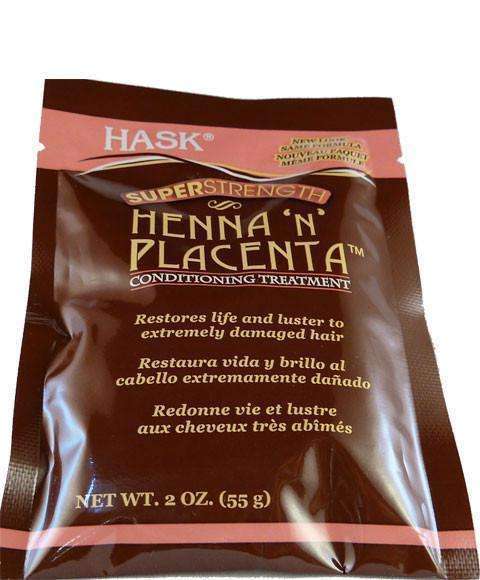 HASK®
NEW LOOK
SAME FORMULA
NOUVEAU PAQUET
MÊME FORMULE
SUPERSTRENGTH
HENNA 'N'
PLACENTA™
CONDITIONING TREATMENT
Restores life and luster to
extremely damaged hair
Restaura vida y brillo al
cabello extremamente dañado
Redonne vie et lustre
aux cheveux très abîmés
NET WT. 2 OZ. (55 g)